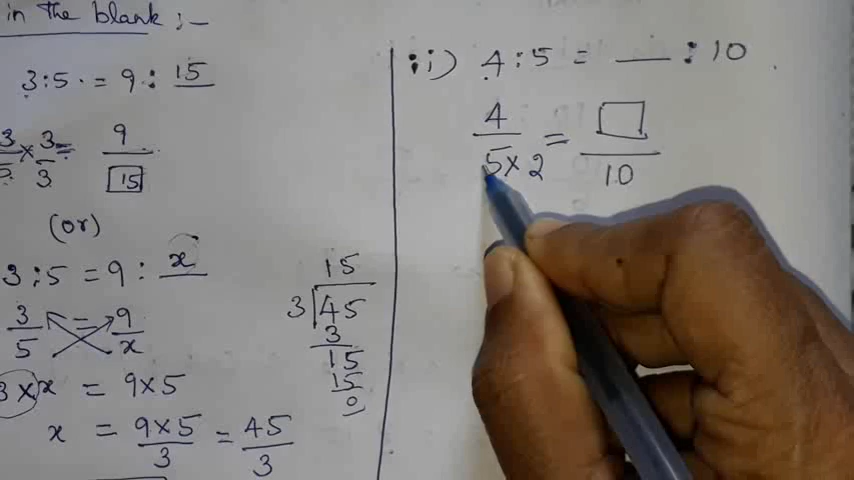 in the blank :-
3:5 = 9 : 15
3/5 × 3/3 = 9/15
(or)
3:5 = 9 : x
3/5 = 9/x
3 × x = 9×5
x = 9×5/3 = 45/3
15
3 45
3
15
15
0
ii) 4:5 = __ : 10
4/5×2 = □/10